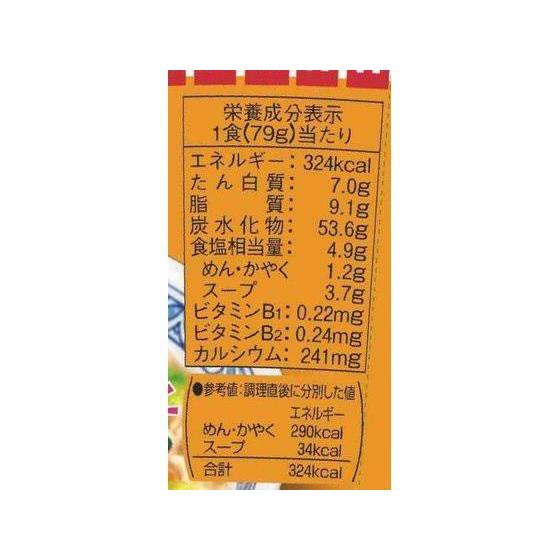 栄養成分表示
1食(79g)当たり
エネルギー: 324kcal
たん白質: 7.0g
脂質: 9.1g
炭水化物: 53.6g
食塩相当量: 4.9g
めん・かやく 1.2g
スープ 3.7g
ビタミンB1: 0.22mg
ビタミンB2: 0.24mg
カルシウム: 241mg
●参考値:調理直後に分別した値
エネルギー
めん・かやく 290kcal
スープ 34kcal
合計 324kcal